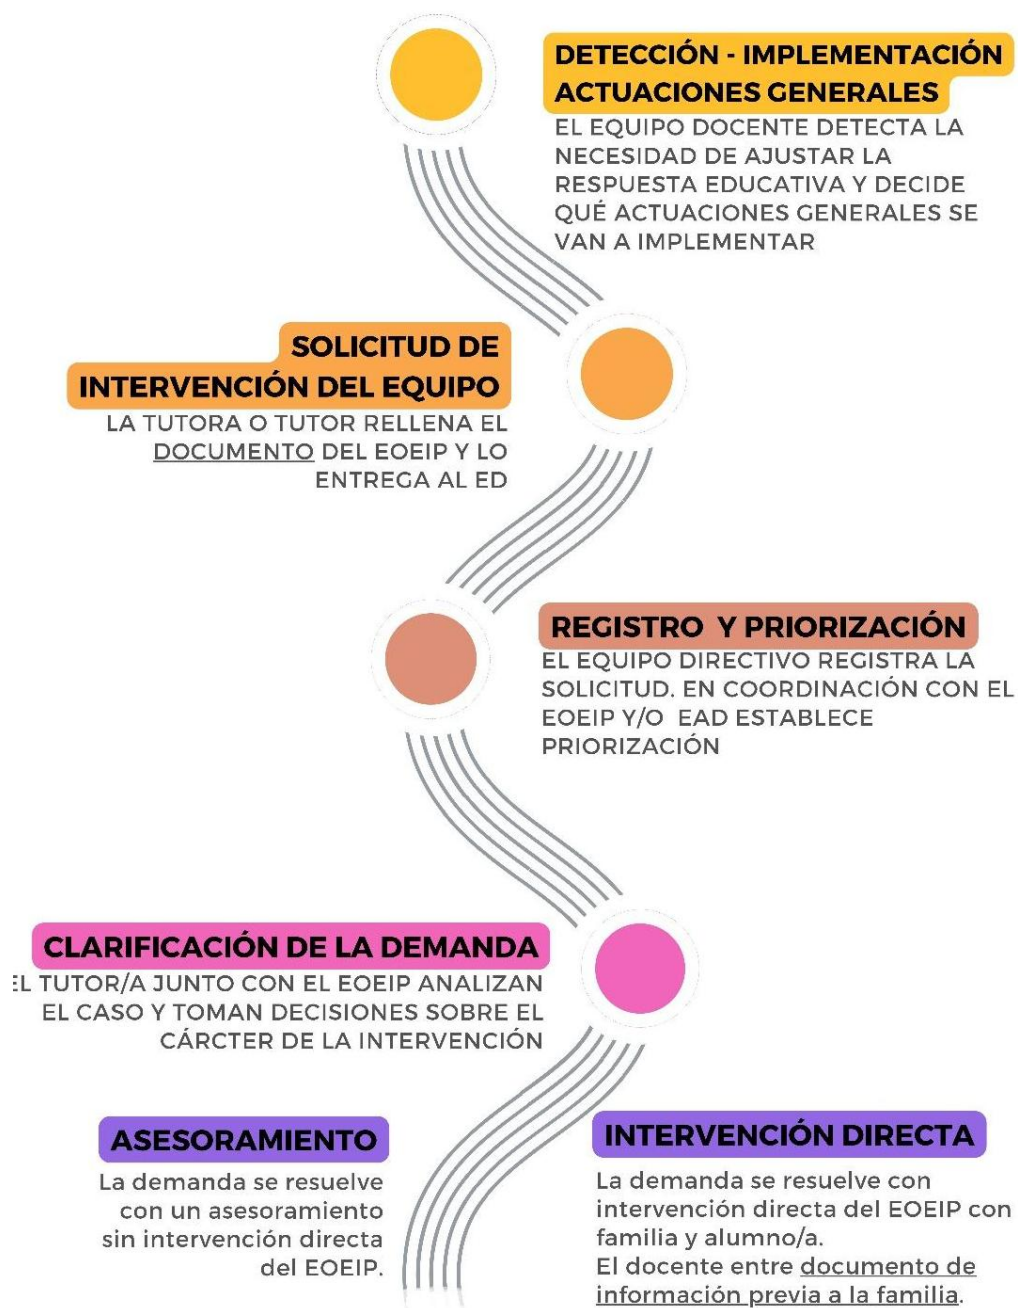 DETECCIÓN - IMPLEMENTACIÓN
ACTUACIONES GENERALES
EL EQUIPO DOCENTE DETECTA LA
NECESIDAD DE AJUSTAR LA
RESPUESTA EDUCATIVA Y DECIDE
QUÉ ACTUACIONES GENERALES SE
VAN A IMPLEMENTAR
SOLICITUD DE
INTERVENCIÓN DEL EQUIPO
LA TUTORA O TUTOR RELLENA EL
DOCUMENTO DEL EOEIP Y LO
ENTREGA AL ED
REGISTRO Y PRIORIZACIÓN
EL EQUIPO DIRECTIVO REGISTRA LA
SOLICITUD. EN COORDINACIÓN CON EL
EOEIP Y/O EAD ESTABLECE
PRIORIZACIÓN
CLARIFICACIÓN DE LA DEMANDA
EL TUTOR/A JUNTO CON EL EOEIP ANALIZAN
EL CASO Y TOMAN DECISIONES SOBRE EL
CÁRCTER DE LA INTERVENCIÓN
ASESORAMIENTO
La demanda se resuelve
con un asesoramiento
sin intervención directa
del EOEIP.
INTERVENCIÓN DIRECTA
La demanda se resuelve con
intervención directa del EOEIP con
familia y alumno/a.
El docente entre documento de
información previa a la familia.